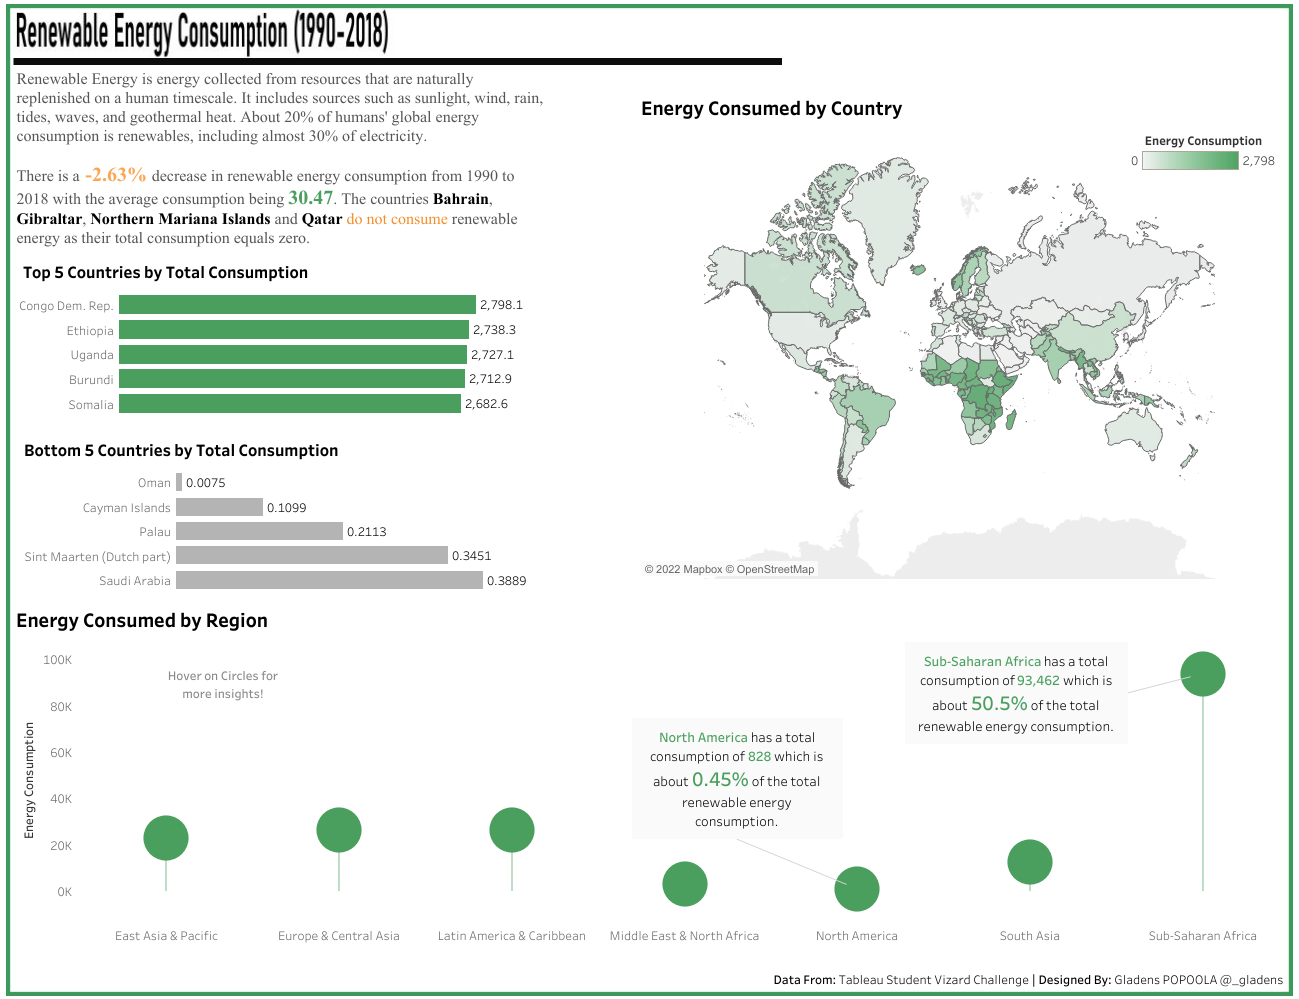 Renewable Energy Consumption (1990-2018)
Renewable Energy is energy collected from resources that are naturally
replenished on a human timescale. It includes sources such as sunlight, wind, rain,
tides, waves, and geothermal heat. About 20% of humans' global energy
consumption is renewables, including almost 30% of electricity.
There is a -2.63% decrease in renewable energy consumption from 1990 to
2018 with the average consumption being 30.47. The countries Bahrain,
Gibraltar, Northern Mariana Islands and Qatar do not consume renewable
energy as their total consumption equals zero.
Top 5 Countries by Total Consumption
Congo Dem. Rep. 2,798.1
Ethiopia 2,738.3
Uganda 2,727.1
Burundi 2,712.9
Somalia 2,682.6
Bottom 5 Countries by Total Consumption
Oman 0.0075
Cayman Islands 0.1099
Palau 0.2113
Sint Maarten (Dutch part) 0.3451
Saudi Arabia 0.3889
Energy Consumed by Country
Energy Consumption
0 2,798
© 2022 Mapbox © OpenStreetMap
Energy Consumed by Region
Energy Consumption
100K
80K
60K
40K
20K
0K
Hover on Circles for
more insights!
North America has a total
consumption of 828 which is
about 0.45% of the total
renewable energy
consumption.
Sub-Saharan Africa has a total
consumption of 93,462 which is
about 50.5% of the total
renewable energy consumption.
East Asia & Pacific
Europe & Central Asia
Latin America & Caribbean
Middle East & North Africa
North America
South Asia
Sub-Saharan Africa
Data From: Tableau Student Vizard Challenge | Designed By: Gladens POPOOLA @_gladens